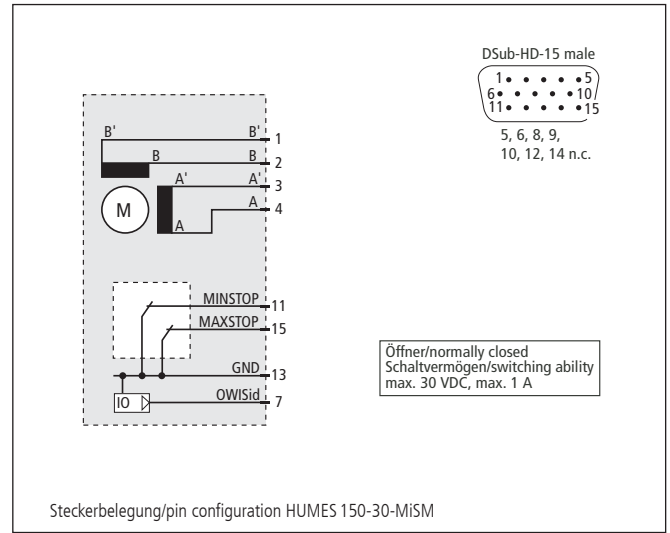 DSub-HD-15 male
1 5
6 10
11 15
5, 6, 8, 9,
10, 12, 14 n.c.
B' B' 1
B B 2
A' A' 3
A 4
M
A
MINSTOP 11
MAXSTOP 15
GND 13
IO OWISid 7
Öffner/normally closed
Schaltvermögen/switching ability
max. 30 VDC, max. 1 A
Steckerbelegung/pin configuration HUMES 150-30-MiSM